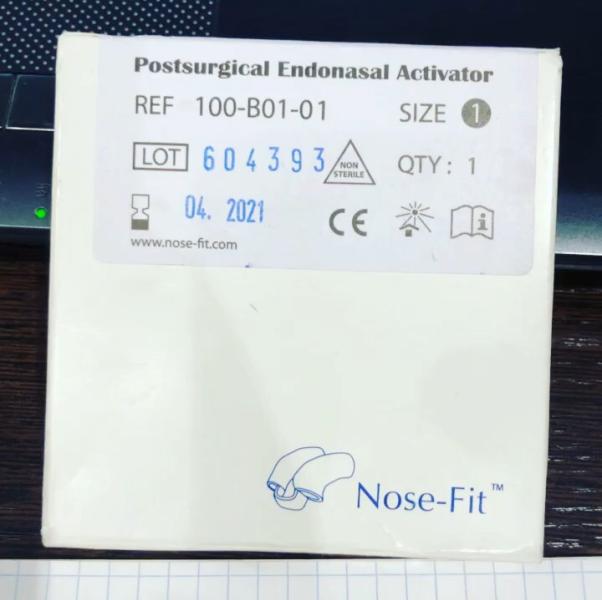 Postsurgical Endonasal Activator
REF 100-B01-01 SIZE 1
LOT 604393 NON STERILE QTY: 1
04. 2021 CE
www.nose-fit.com
Nose-Fit™